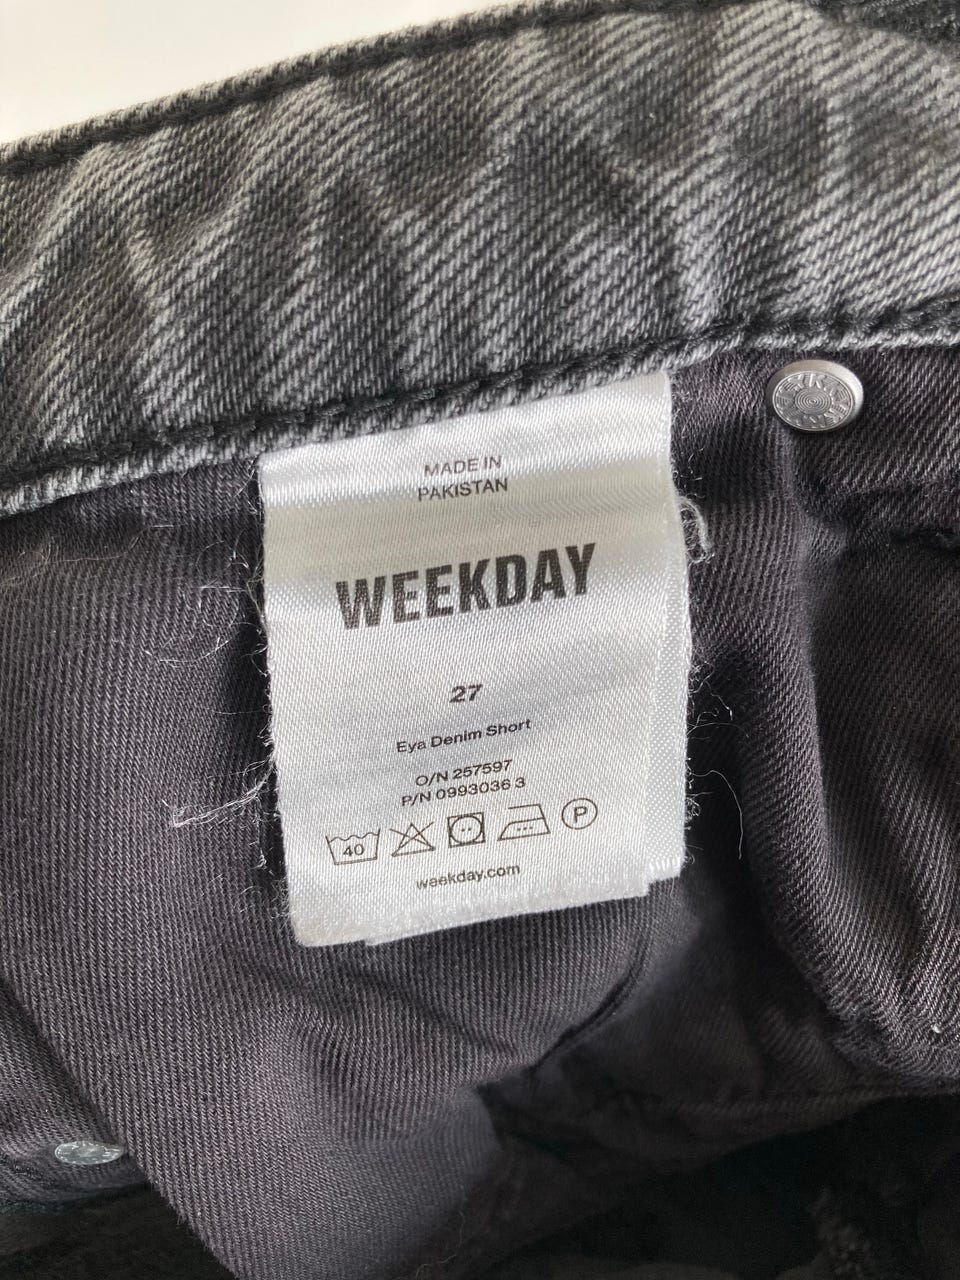 MADE IN
PAKISTAN
WEEKDAY
27
Eya Denim Short
O/N 257597
P/N 0993036 3
40
P
weekday.com